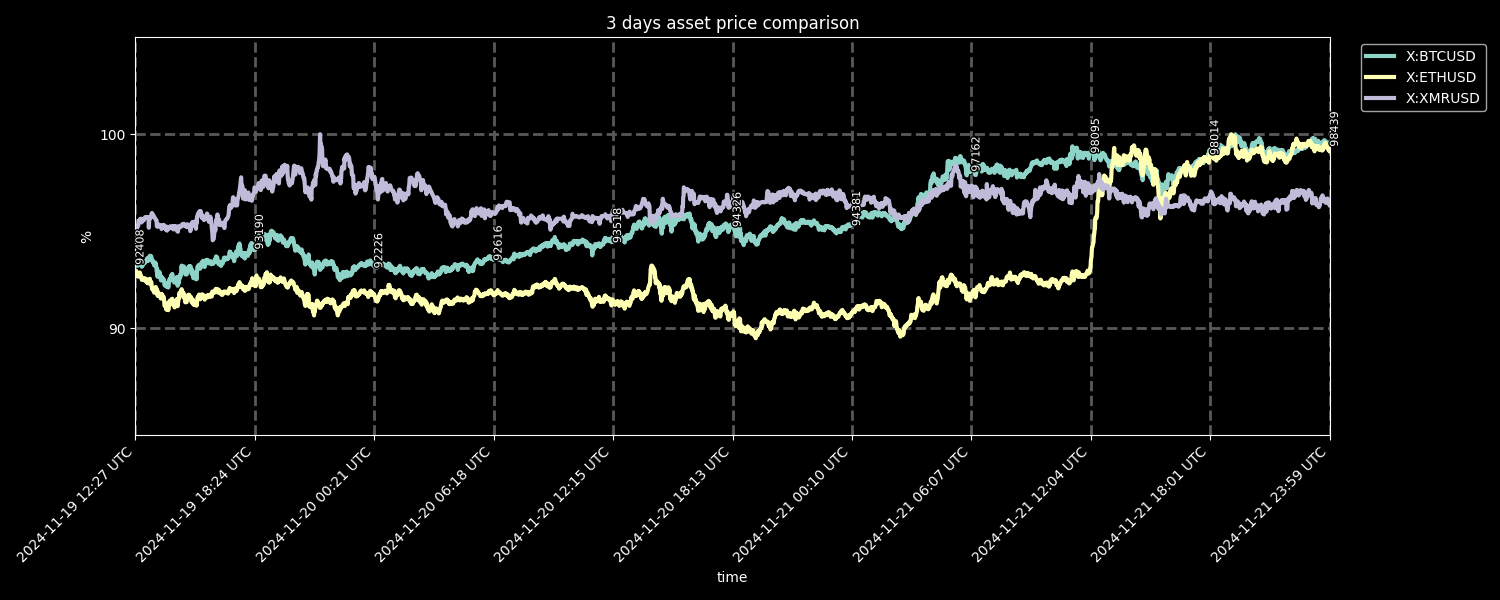 3 days asset price comparison
X:BTCUSD
X:ETHUSD
X:XMRUSD
100
90
%
92408
93190
92226
92616
93518
94326
94381
97162
98095
98014
98439
2024-11-19 12:27 UTC
2024-11-19 18:24 UTC
2024-11-20 00:21 UTC
2024-11-20 06:18 UTC
2024-11-20 12:15 UTC
2024-11-20 18:13 UTC
2024-11-21 00:10 UTC
2024-11-21 06:07 UTC
2024-11-21 12:04 UTC
2024-11-21 18:01 UTC
2024-11-21 23:59 UTC
time